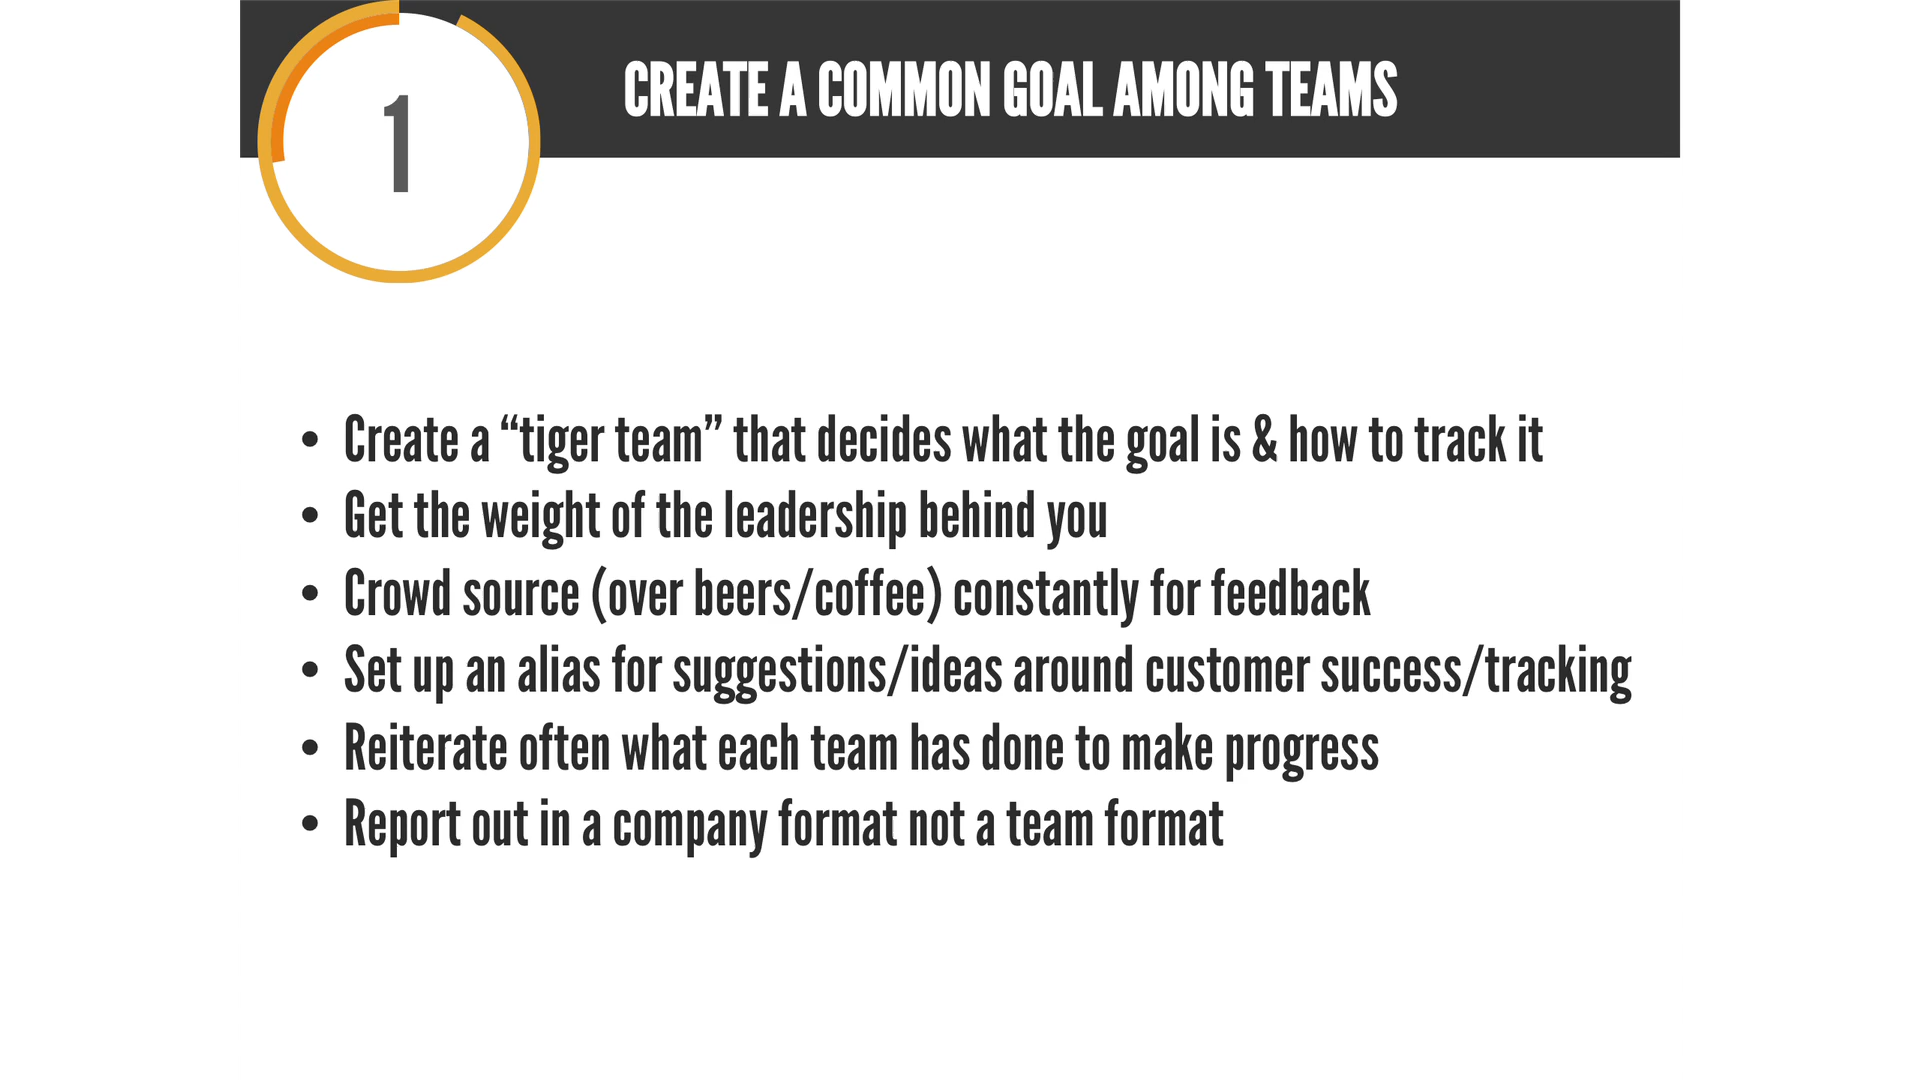 1
CREATE A COMMON GOAL AMONG TEAMS
• Create a “tiger team” that decides what the goal is & how to track it
• Get the weight of the leadership behind you
• Crowd source (over beers/coffee) constantly for feedback
• Set up an alias for suggestions/ideas around customer success/tracking
• Reiterate often what each team has done to make progress
• Report out in a company format not a team format